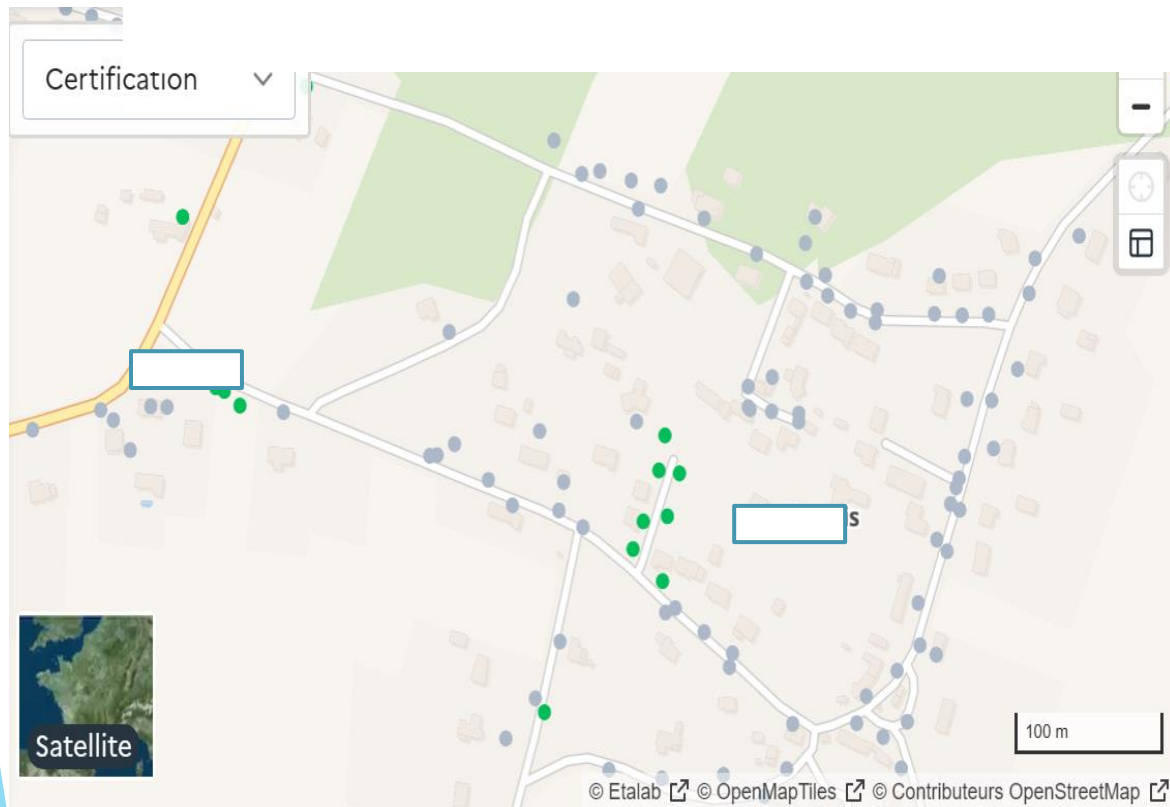 Certification
s
100 m
Satellite
© Etalab © OpenMapTiles © Contributeurs OpenStreetMap